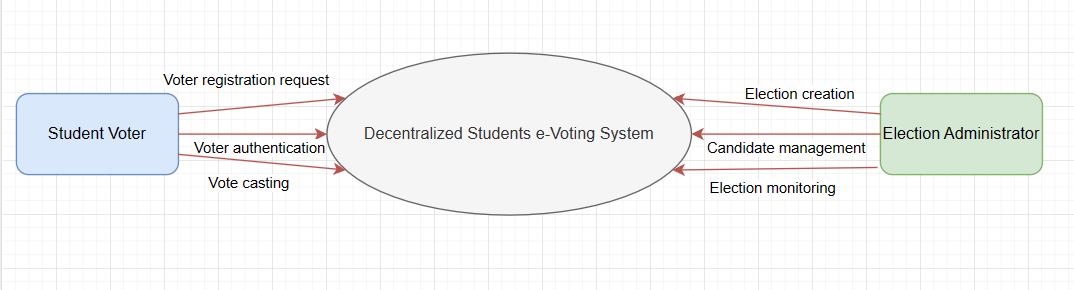 Voter registration request
Student Voter
Voter authentication
Vote casting
Decentralized Students e-Voting System
Election creation
Election Administrator
Candidate management
Election monitoring